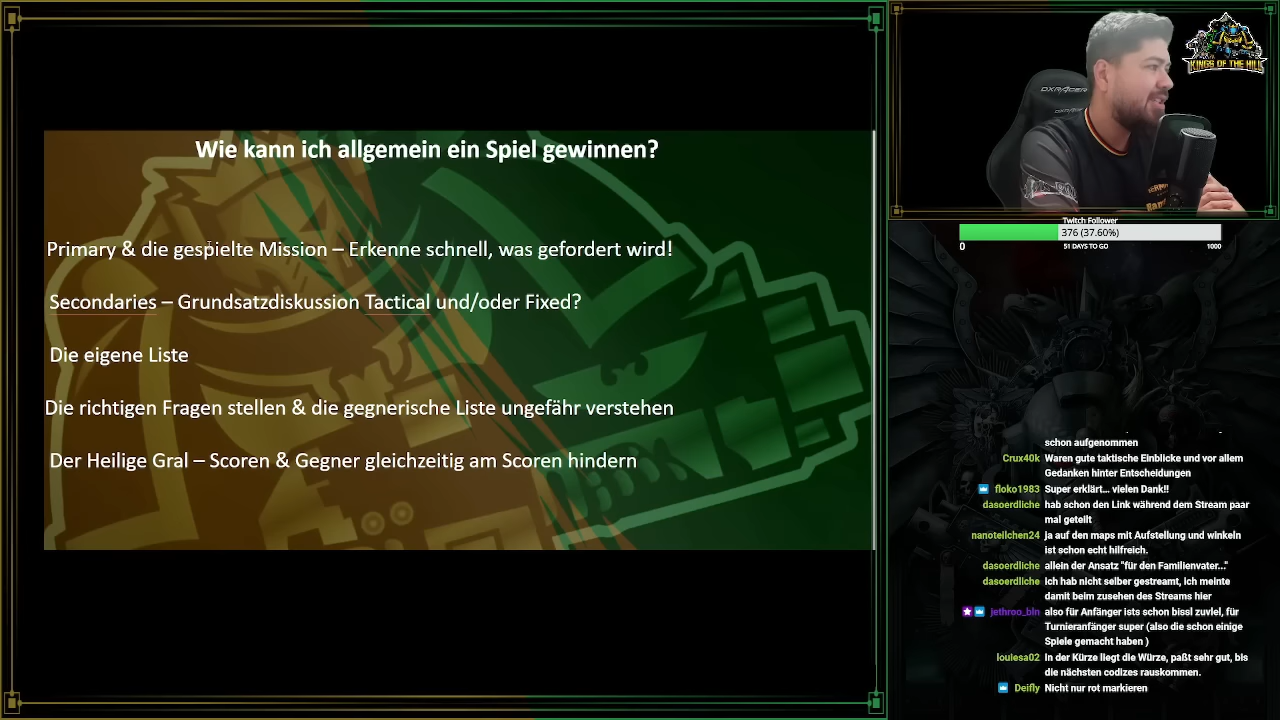 Wie kann ich allgemein ein Spiel gewinnen?
Primary & die gespielte Mission – Erkenne schnell, was gefordert wird!
Secondaries – Grundsatzdiskussion Tactical und/oder Fixed?
Die eigene Liste
Die richtigen Fragen stellen & die gegnerische Liste ungefähr verstehen
Der Heilige Gral – Scoren & Gegner gleichzeitig am Scoren hindern
KINGS OF THE HILL
DXRACER
Twitch Follower
376 (37.60%)
0
51 DAYS TO GO
1000
schon aufgenommen
Crux40k Waren gute taktische Einblicke und vor allem
Gedanken hinter Entscheidungen
floko1983 Super erklärt... vielen Dank!!
dasoerdliche hab schon den Link während dem Stream paar
mal geteilt
nanoteilchen24 ja auf den maps mit Aufstellung und winkeln
ist schon echt hilfreich.
dasoerdliche allein der Ansatz "für den Familienvater..."
dasoerdliche ich hab nicht selber gestreamt, ich meinte
damit beim zusehen des Streams hier
jethroo_bln also für Anfänger ists schon bissl zuviel, für
Turnieranfänger super (also die schon einige
Spiele gemacht haben )
louiesa02 in der Kürze liegt die Würze, paßt sehr gut, bis
die nächsten codizes rauskommen.
Deifly Nicht nur rot markieren